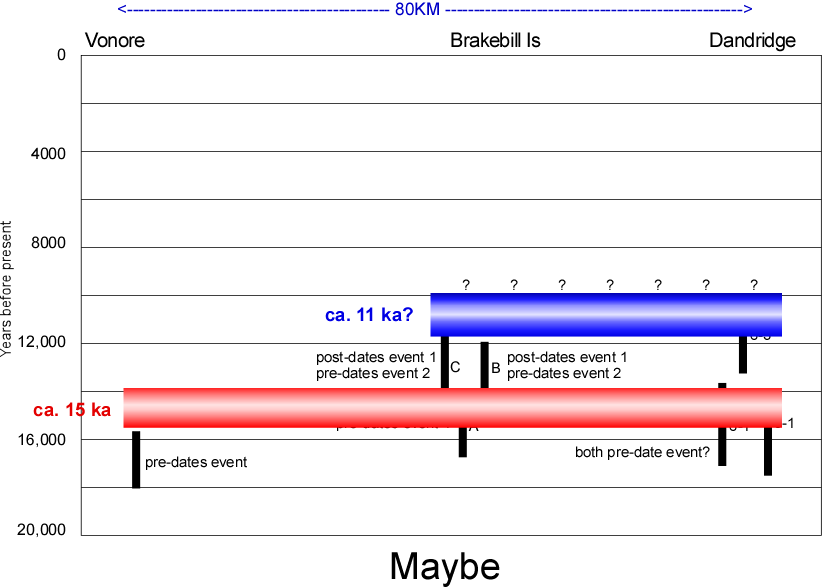 <-------------------------- 80KM -------------------------->
Vonore Brakebill Is Dandridge
0
4000
8000
12,000
16,000
20,000
Years before present
? ? ? ? ? ? ?
ca. 11 ka?
post-dates event 1
pre-dates event 2
C
B
post-dates event 1
pre-dates event 2
ca. 15 ka
-1
pre-dates event
both pre-date event?
Maybe